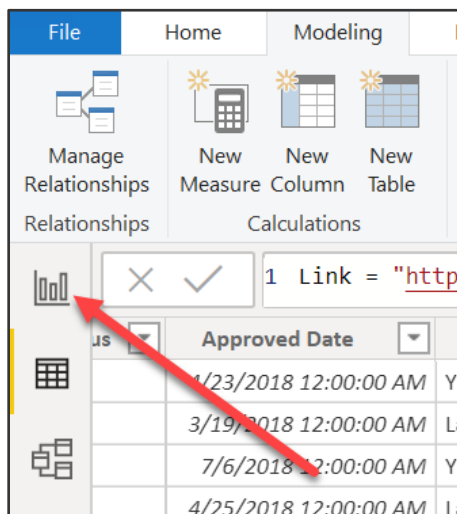 File Home Modeling
Manage Relationships New Measure New Column New Table
Relationships Calculations
1 Link = "http
us Approved Date
4/23/2018 12:00:00 AM Y
3/19/2018 12:00:00 AM
7/6/2018 12:00:00 AM Y
4/25/2018 12:00:00 AM